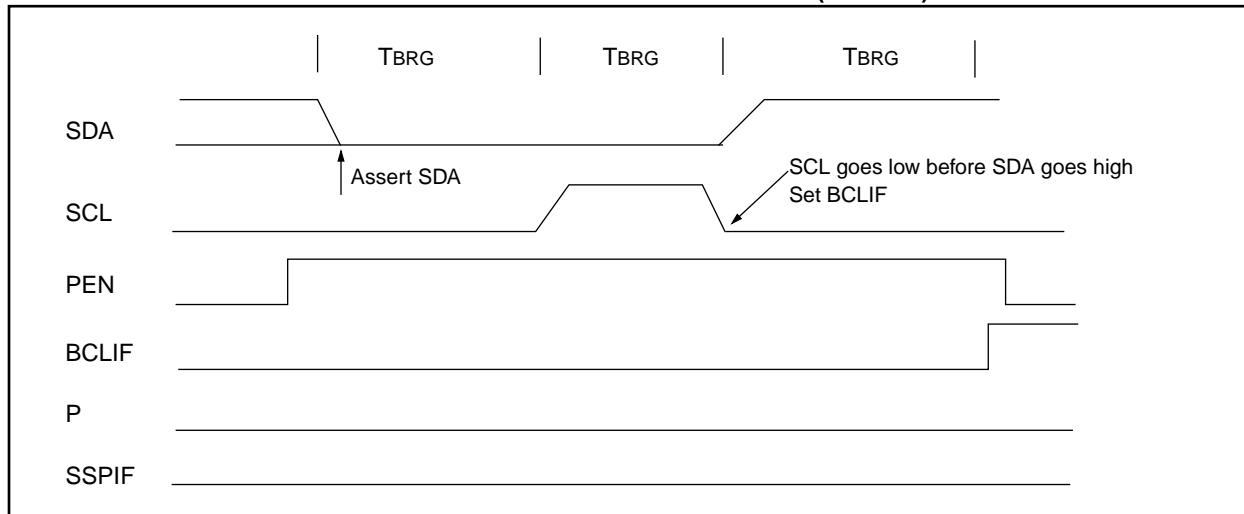 TBRG TBRG TBRG
SDA
Assert SDA
SCL goes low before SDA goes high
Set BCLIF
SCL
PEN
BCLIF
P
SSPIF